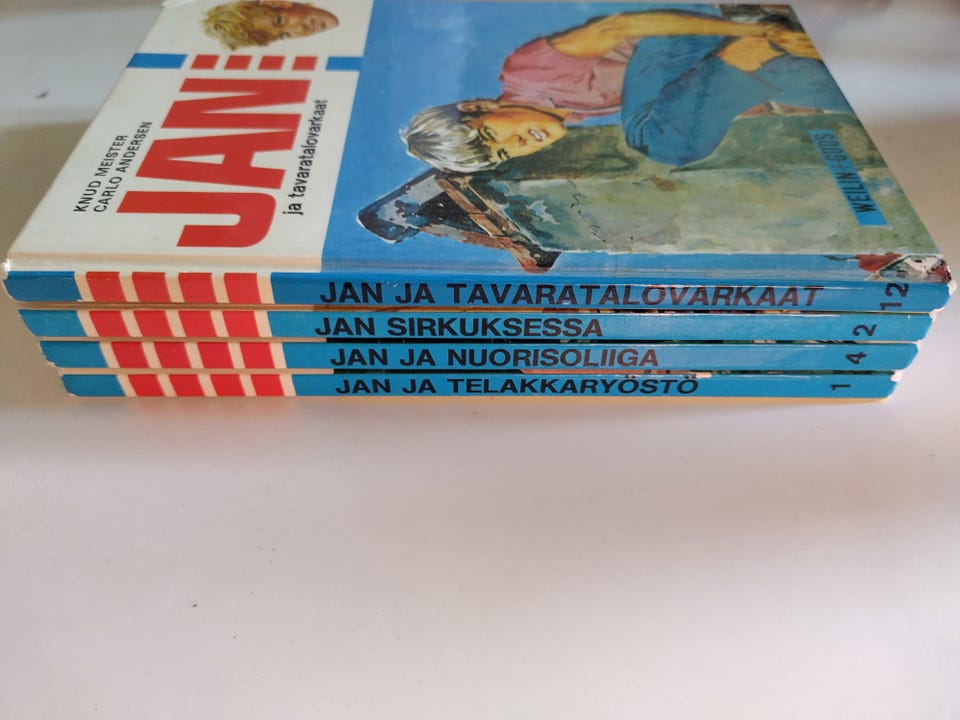 KNUD MEISTER
CARLO ANDERSEN
JAN
ja tavaratalovarkaat
WEILIN+GÖÖS
JAN JA TAVARATALOVARKAAT 12
JAN SIRKUKSESSA 2
JAN JA NUORISOLIIGA 4
JAN JA TELAKKARYÖSTÖ 1